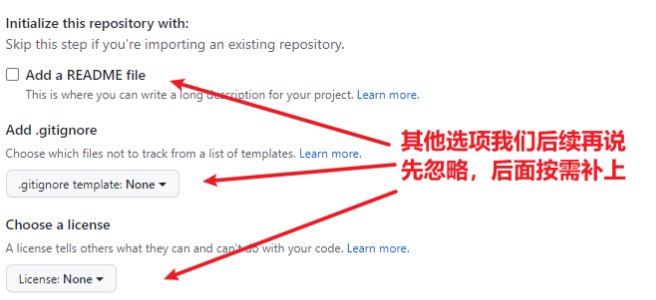 Initialize this repository with:
Skip this step if you're importing an existing repository.
Add a README file
This is where you can write a long description for your project. Learn more.
其他选项我们后续再说
先忽略，后面按需补上
Add .gitignore
Choose which files not to track from a list of templates. Learn more.
.gitignore template: None
Choose a license
A license tells others what they can and can't do with your code. Learn more.
License: None